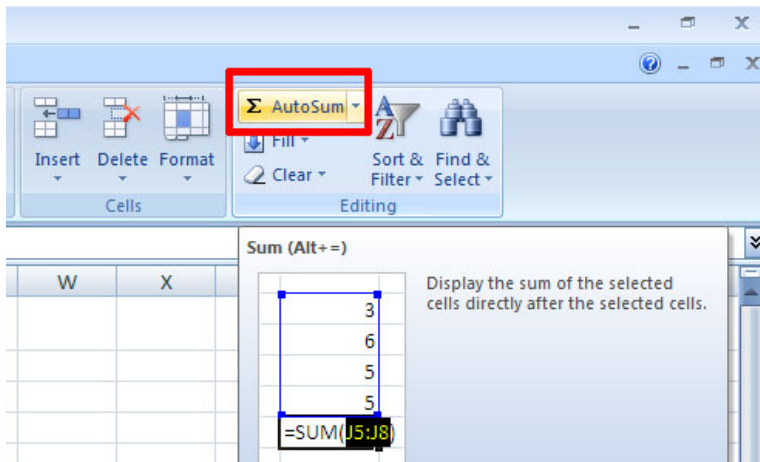 Σ AutoSum
Fill
Clear
Insert Delete Format
Sort & Filter
Find & Select
Cells
Editing
Sum (Alt+=)
W X
Display the sum of the selected
cells directly after the selected cells.
3
6
5
5
=SUM(J5:J8)